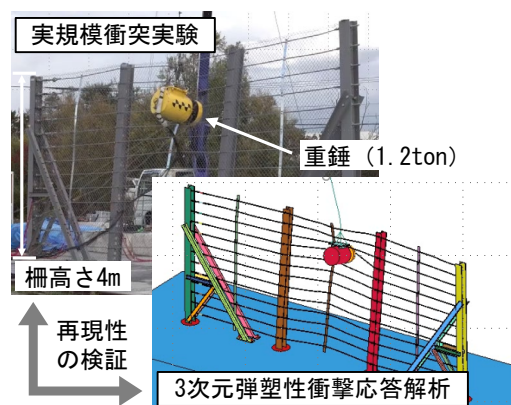 実規模衝突実験
重錘（1.2ton）
柵高さ4m
再現性
の検証
3次元弾塑性衝撃応答解析